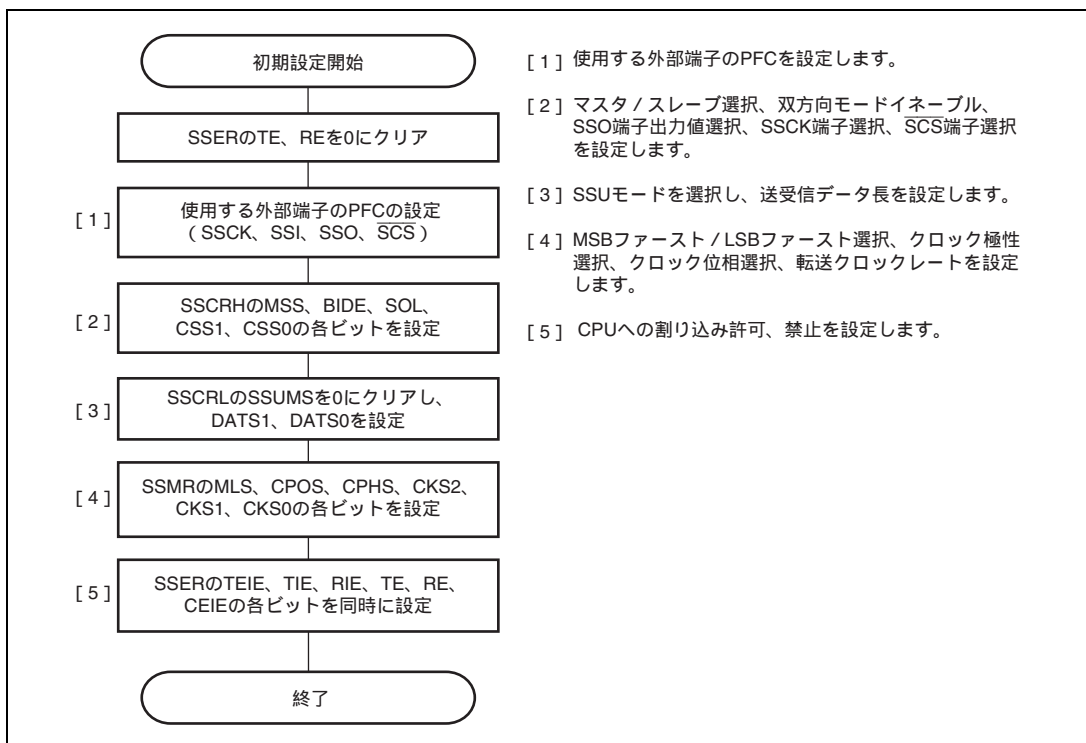 初期設定開始
SSERのTE、REを0にクリア
[1]
使用する外部端子のPFCの設定
(SSCK、SSI、SSO、SCS)
[2]
SSCRHのMSS、BIDE、SOL、
CSS1、CSS0の各ビットを設定
[3]
SSCRLのSSUMSを0にクリアし、
DATS1、DATS0を設定
[4]
SSMRのMLS、CPOS、CPHS、CKS2、
CKS1、CKS0の各ビットを設定
[5]
SSERのTEIE、TIE、RIE、TE、RE、
CEIEの各ビットを同時に設定
終了
[1] 使用する外部端子のPFCを設定します。
[2] マスタ/スレーブ選択、双方向モードイネーブル、
SSO端子出力値選択、SSCK端子選択、SCS端子選択
を設定します。
[3] SSUモードを選択し、送受信データ長を設定します。
[4] MSBファースト/LSBファースト選択、クロック極性
選択、クロック位相選択、転送クロックレートを設定
します。
[5] CPUへの割り込み許可、禁止を設定します。